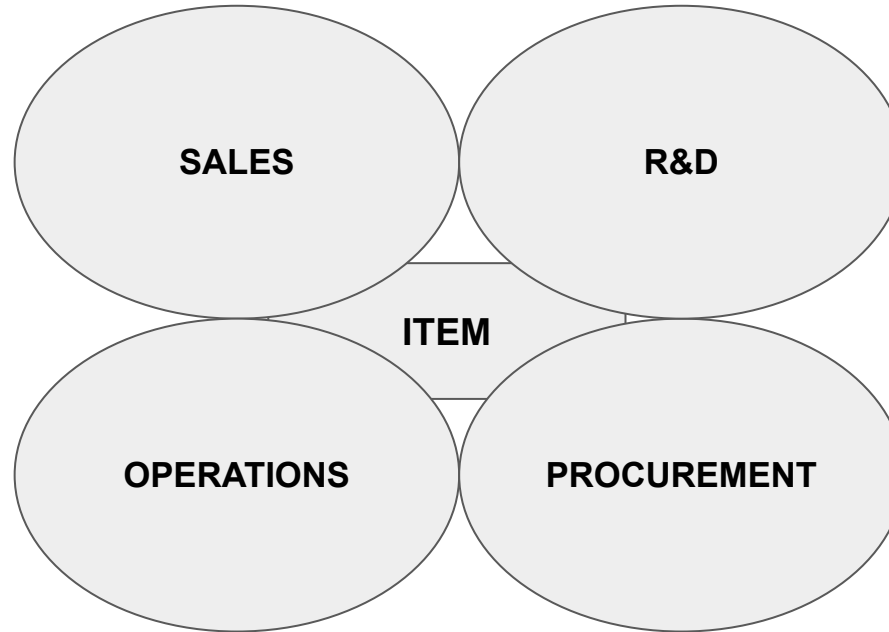 SALES
R&D
ITEM
OPERATIONS
PROCUREMENT